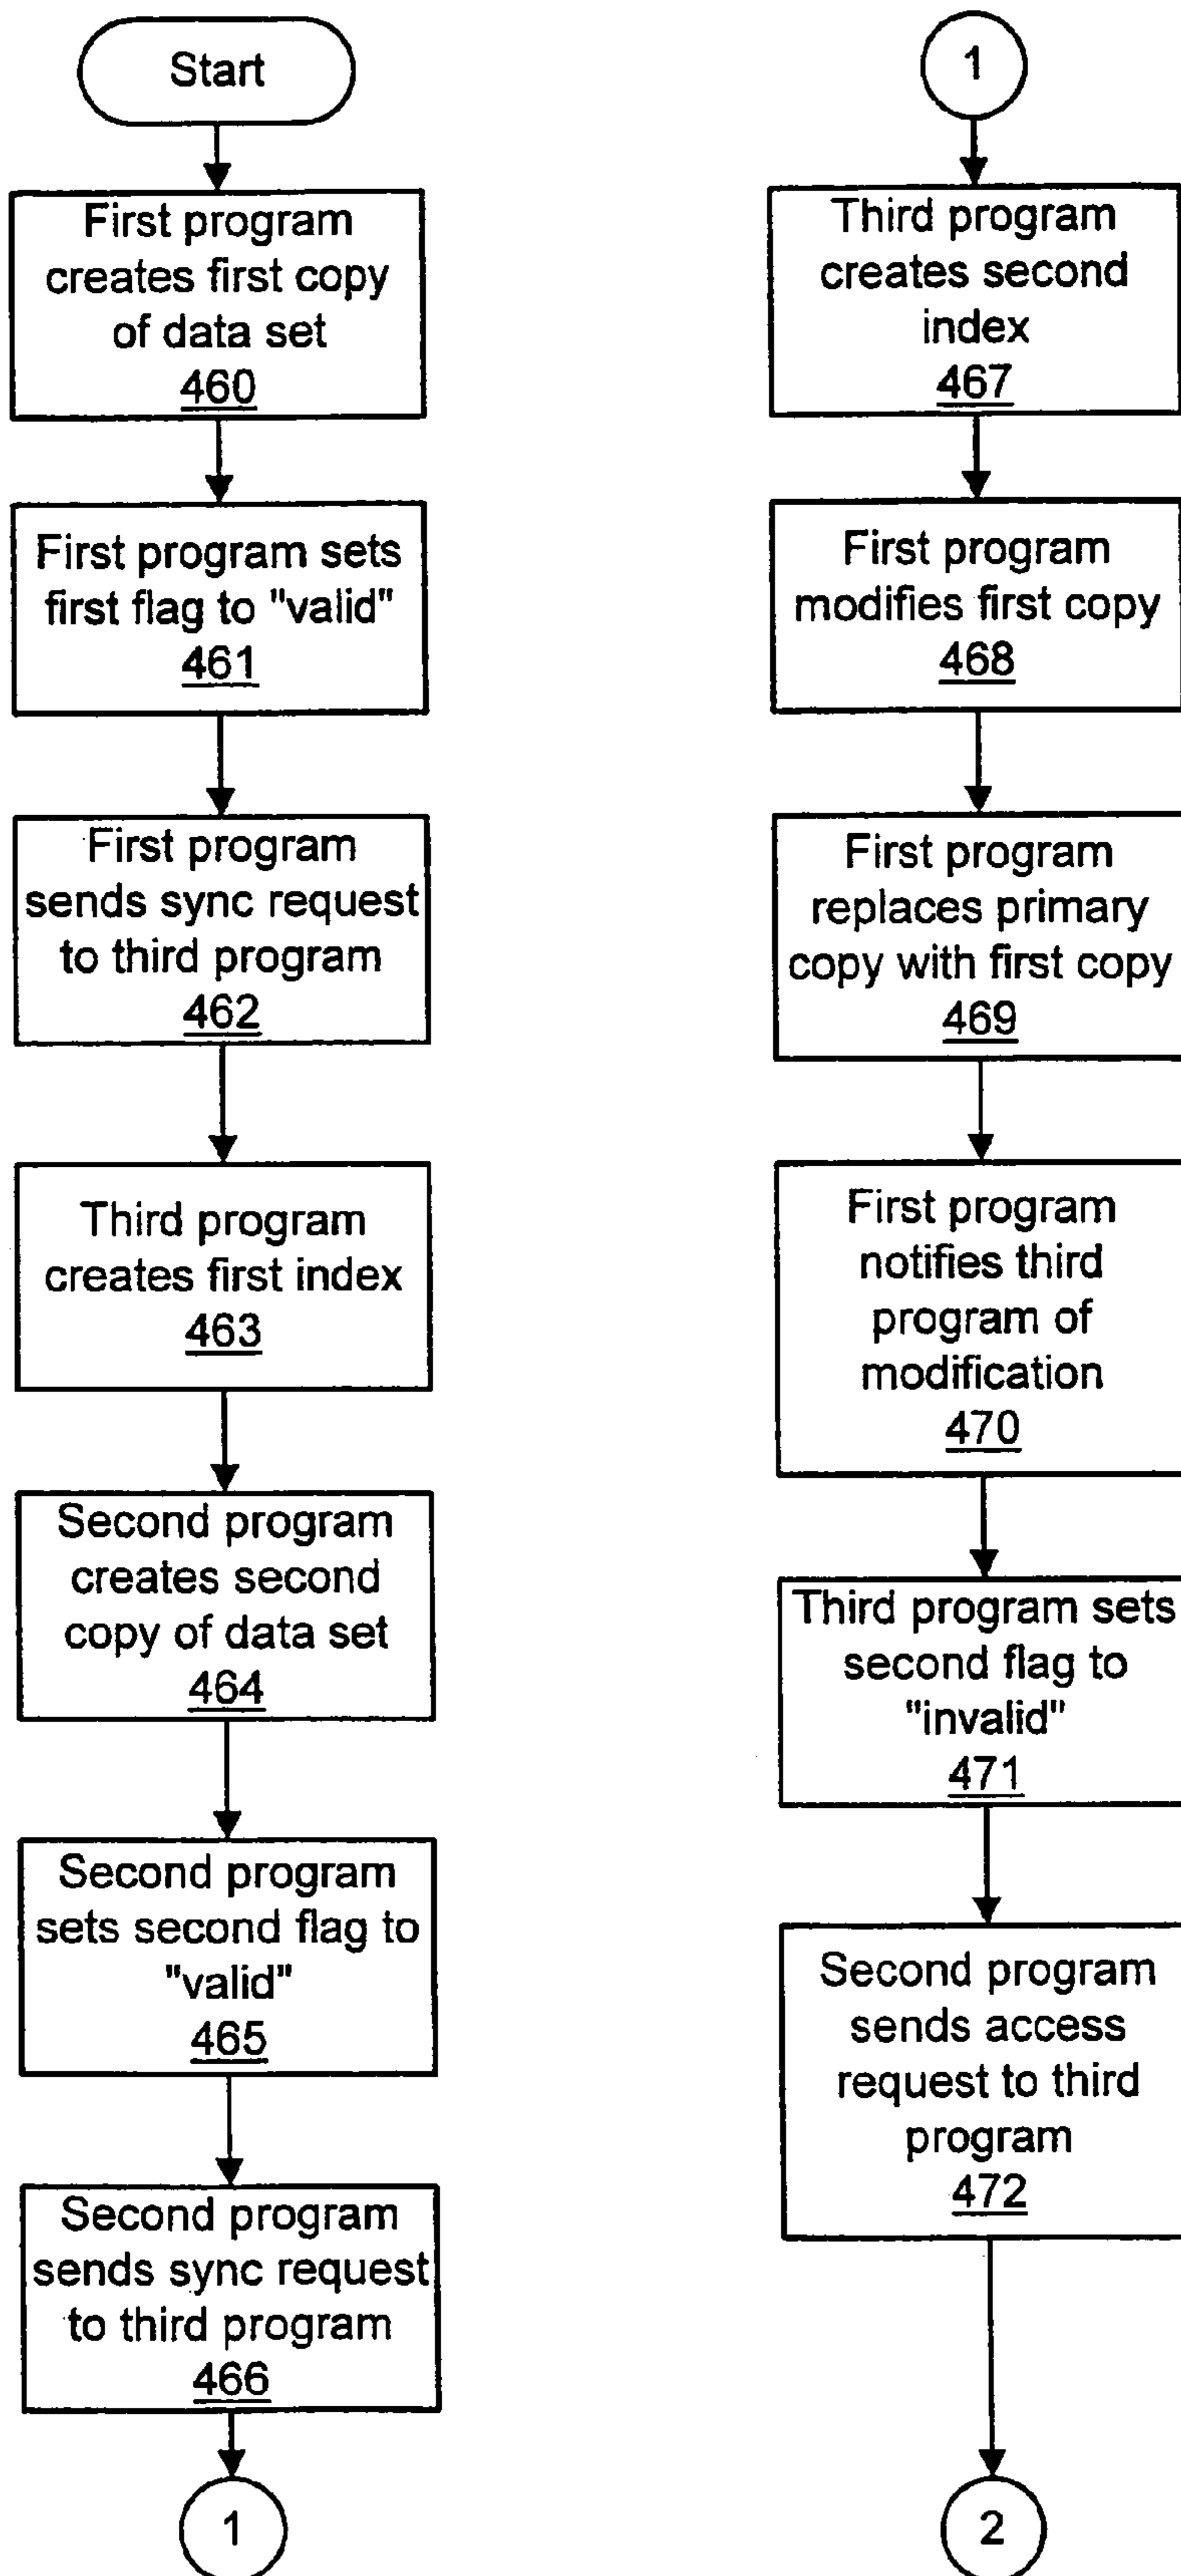 Start
First program
creates first copy
of data set
460
First program sets
first flag to "valid"
461
First program
sends sync request
to third program
462
Third program
creates first index
463
Second program
creates second
copy of data set
464
Second program
sets second flag to
"valid"
465
Second program
sends sync request
to third program
466
1
1
Third program
creates second
index
467
First program
modifies first copy
468
First program
replaces primary
copy with first copy
469
First program
notifies third
program of
modification
470
Third program sets
second flag to
"invalid"
471
Second program
sends access
request to third
program
472
2